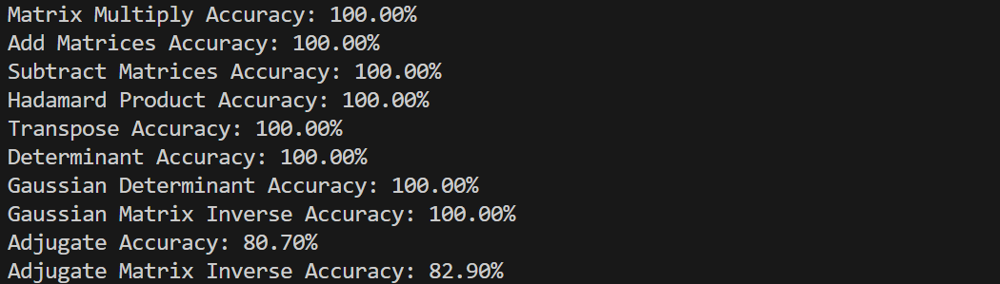 Matrix Multiply Accuracy: 100.00%
Add Matrices Accuracy: 100.00%
Subtract Matrices Accuracy: 100.00%
Hadamard Product Accuracy: 100.00%
Transpose Accuracy: 100.00%
Determinant Accuracy: 100.00%
Gaussian Determinant Accuracy: 100.00%
Gaussian Matrix Inverse Accuracy: 100.00%
Adjugate Accuracy: 80.70%
Adjugate Matrix Inverse Accuracy: 82.90%